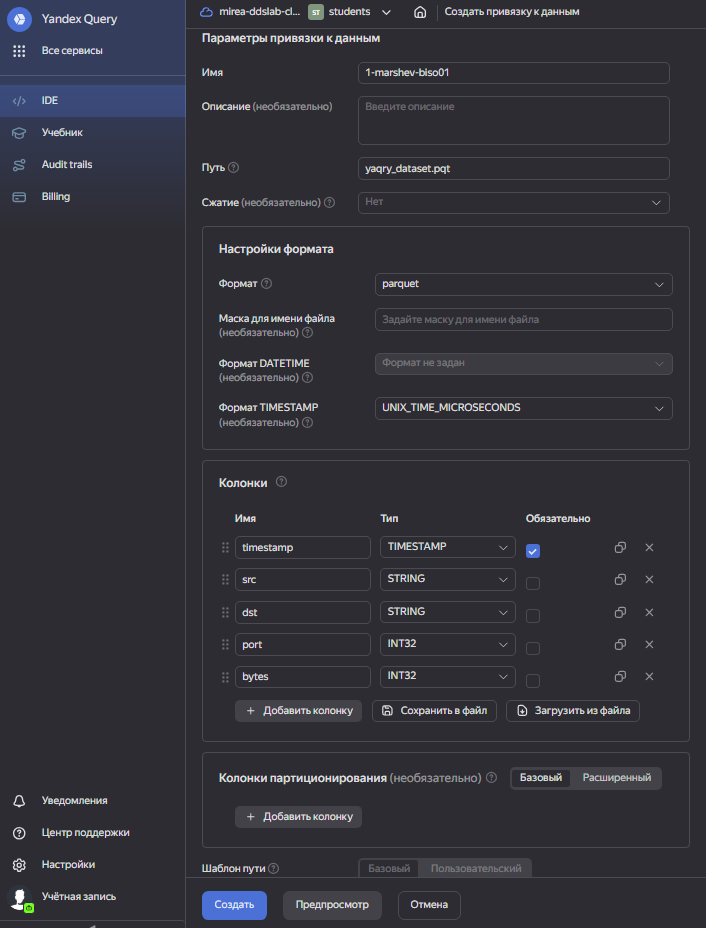 Yandex Query
mirea-ddslab-cl...
ST
students
Создать привязку к данным
Все сервисы
IDE
Учебник
Audit trails
Billing
Параметры привязки к данным
Имя
1-marshev-biso01
Описание (необязательно)
Введите описание
Путь
yaqry_dataset.pqt
Сжатие (необязательно)
Нет
Настройки формата
Формат
parquet
Маска для имени файла
(необязательно)
Задайте маску для имени файла
Формат DATETIME
(необязательно)
Формат не задан
Формат TIMESTAMP
(необязательно)
UNIX_TIME_MICROSECONDS
Колонки
Имя Тип Обязательно
timestamp TIMESTAMP
src STRING
dst STRING
port INT32
bytes INT32
+ Добавить колонку Сохранить в файл Загрузить из файла
Колонки партиционирования (необязательно) Базовый Расширенный
+ Добавить колонку
Шаблон пути Базовый Пользовательский
Создать Предпросмотр Отмена
Уведомления
Центр поддержки
Настройки
Учётная запись